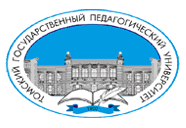 ТОМСКИЙ ГОСУДАРСТВЕННЫЙ ПЕДАГОГИЧЕСКИЙ УНИВЕРСИТЕТ